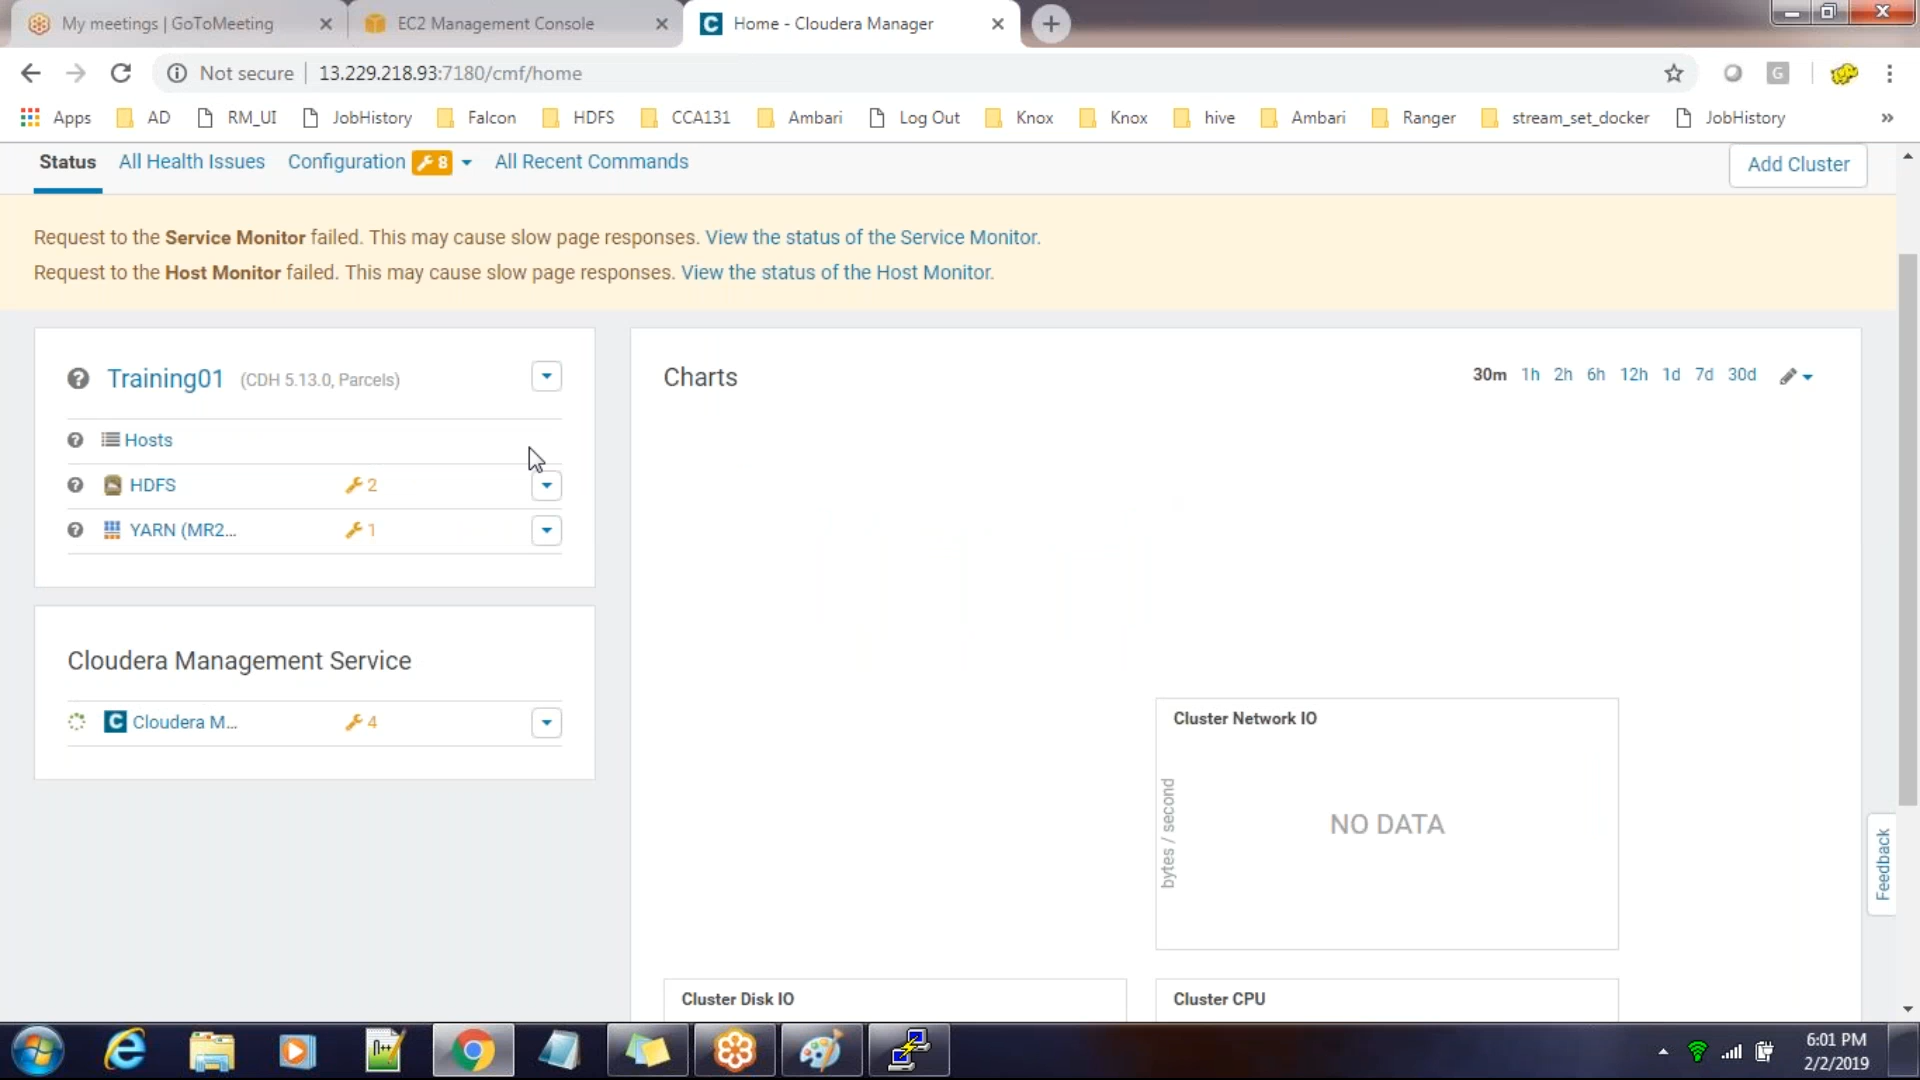 My meetings | GoToMeeting
EC2 Management Console
Home - Cloudera Manager
Not secure
13.229.218.93:7180/cmf/home
G
Apps
AD
RM_UI
JobHistory
Falcon
HDFS
CCA131
Ambari
Log Out
Knox
Knox
hive
Ambari
Ranger
stream_set_docker
JobHistory
»
Status
All Health Issues
Configuration 8
All Recent Commands
Add Cluster
Request to the Service Monitor failed. This may cause slow page responses. View the status of the Service Monitor.
Request to the Host Monitor failed. This may cause slow page responses. View the status of the Host Monitor.
Training01 (CDH 5.13.0, Parcels)
Hosts
HDFS 2
YARN (MR2... 1
Cloudera Management Service
C Cloudera M... 4
Charts
30m 1h 2h 6h 12h 1d 7d 30d
Cluster Network IO
bytes / second
NO DATA
Cluster Disk IO
Cluster CPU
Feedback
6:01 PM
2/2/2019